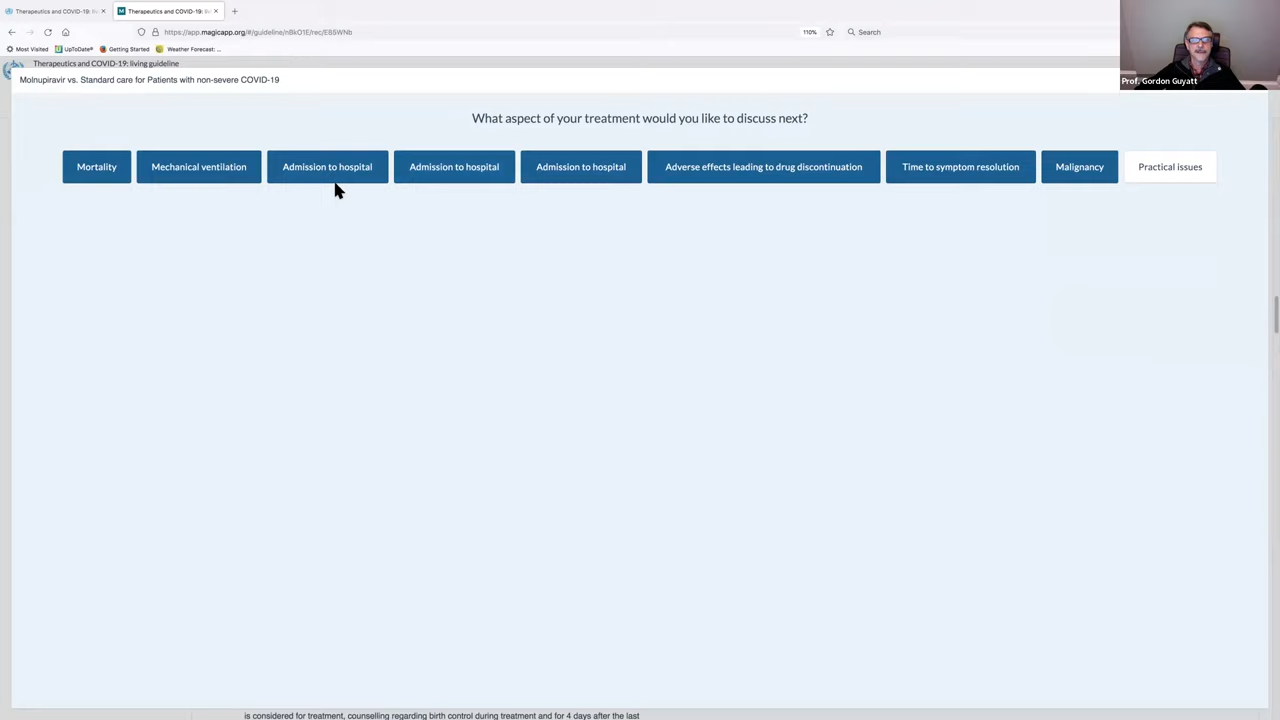 Therapeutics and COVID-19: liv
Therapeutics and COVID-19: liv
https://app.magicapp.org/#/guideline/nBkO1E/rec/E85WNb
110%
Search
Most Visited
UpToDate®
Getting Started
Weather Forecast: ...
Therapeutics and COVID-19: living guideline
Molnupiravir vs. Standard care for Patients with non-severe COVID-19
Prof. Gordon Guyatt
What aspect of your treatment would you like to discuss next?
Mortality
Mechanical ventilation
Admission to hospital
Admission to hospital
Admission to hospital
Adverse effects leading to drug discontinuation
Time to symptom resolution
Malignancy
Practical issues
is considered for treatment, counselling regarding birth control during treatment and for 4 days after the last